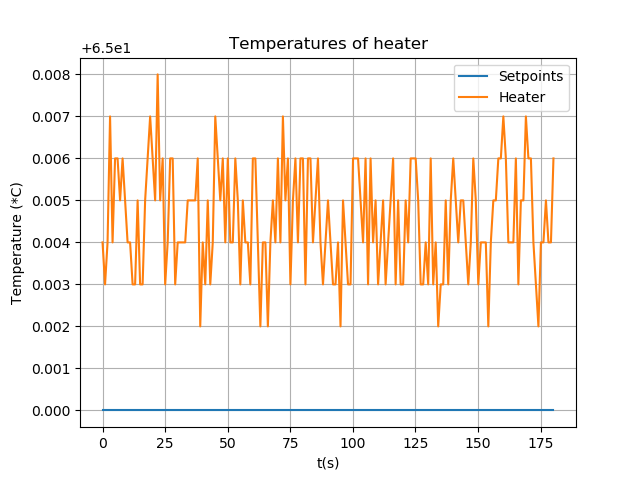 Temperatures of heater
+6.5e1
Setpoints
Heater
Temperature (*C)
0.008
0.007
0.006
0.005
0.004
0.003
0.002
0.001
0.000
0 25 50 75 100 125 150 175
t(s)